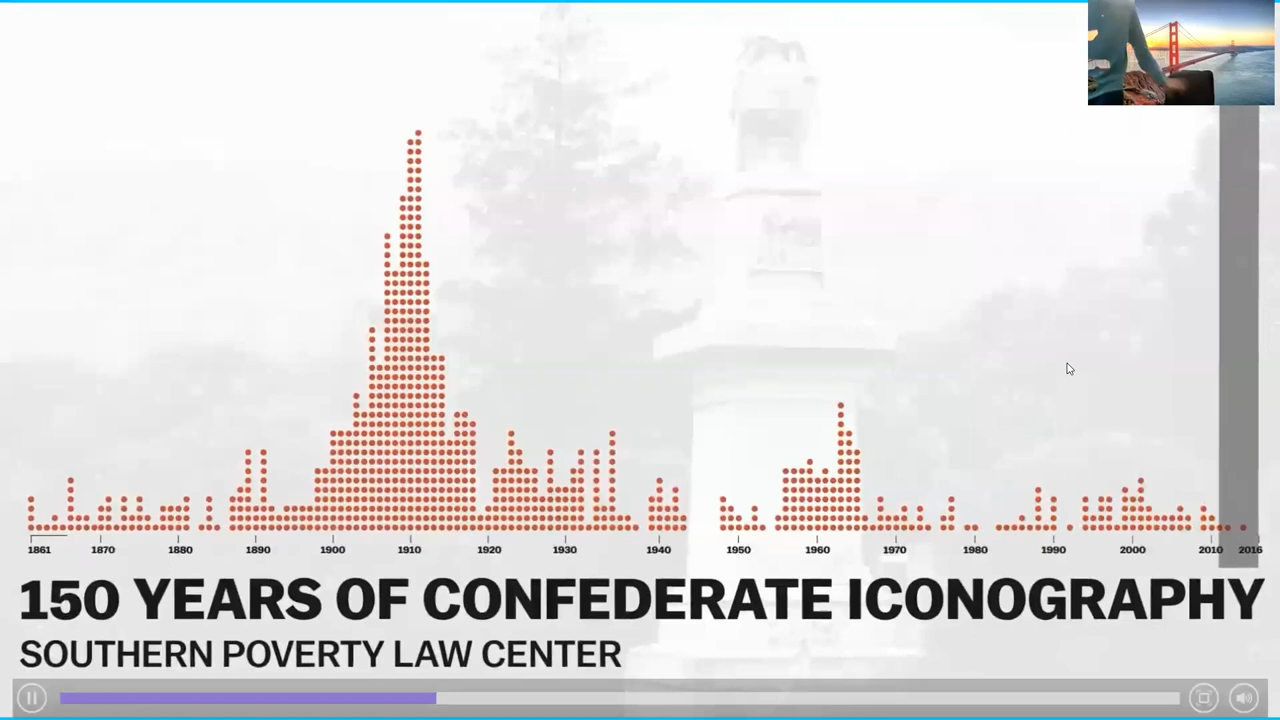 1861 1870 1880 1890 1900 1910 1920 1930 1940 1950 1960 1970 1980 1990 2000 2010 2016
150 YEARS OF CONFEDERATE ICONOGRAPHY
SOUTHERN POVERTY LAW CENTER